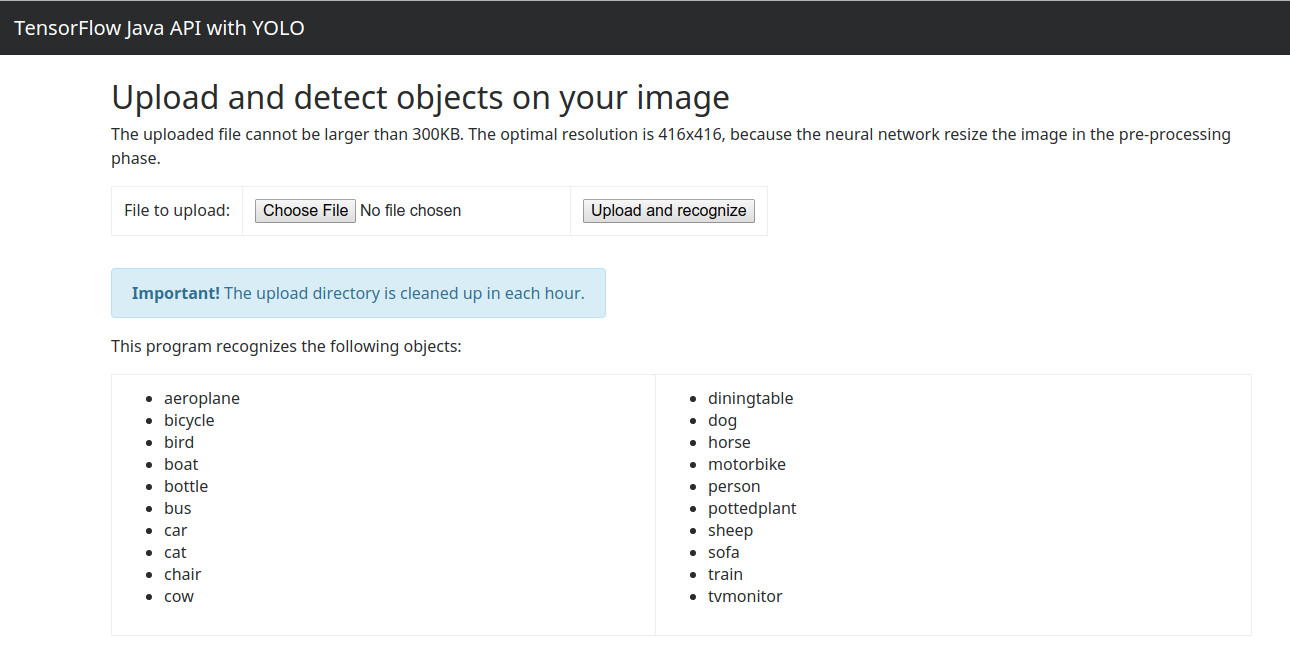 TensorFlow Java API with YOLO
Upload and detect objects on your image
The uploaded file cannot be larger than 300KB. The optimal resolution is 416x416, because the neural network resize the image in the pre-processing
phase.
File to upload: Choose File No file chosen Upload and recognize
Important! The upload directory is cleaned up in each hour.
This program recognizes the following objects:
aeroplane
bicycle
bird
boat
bottle
bus
car
cat
chair
cow
diningtable
dog
horse
motorbike
person
pottedplant
sheep
sofa
train
tvmonitor